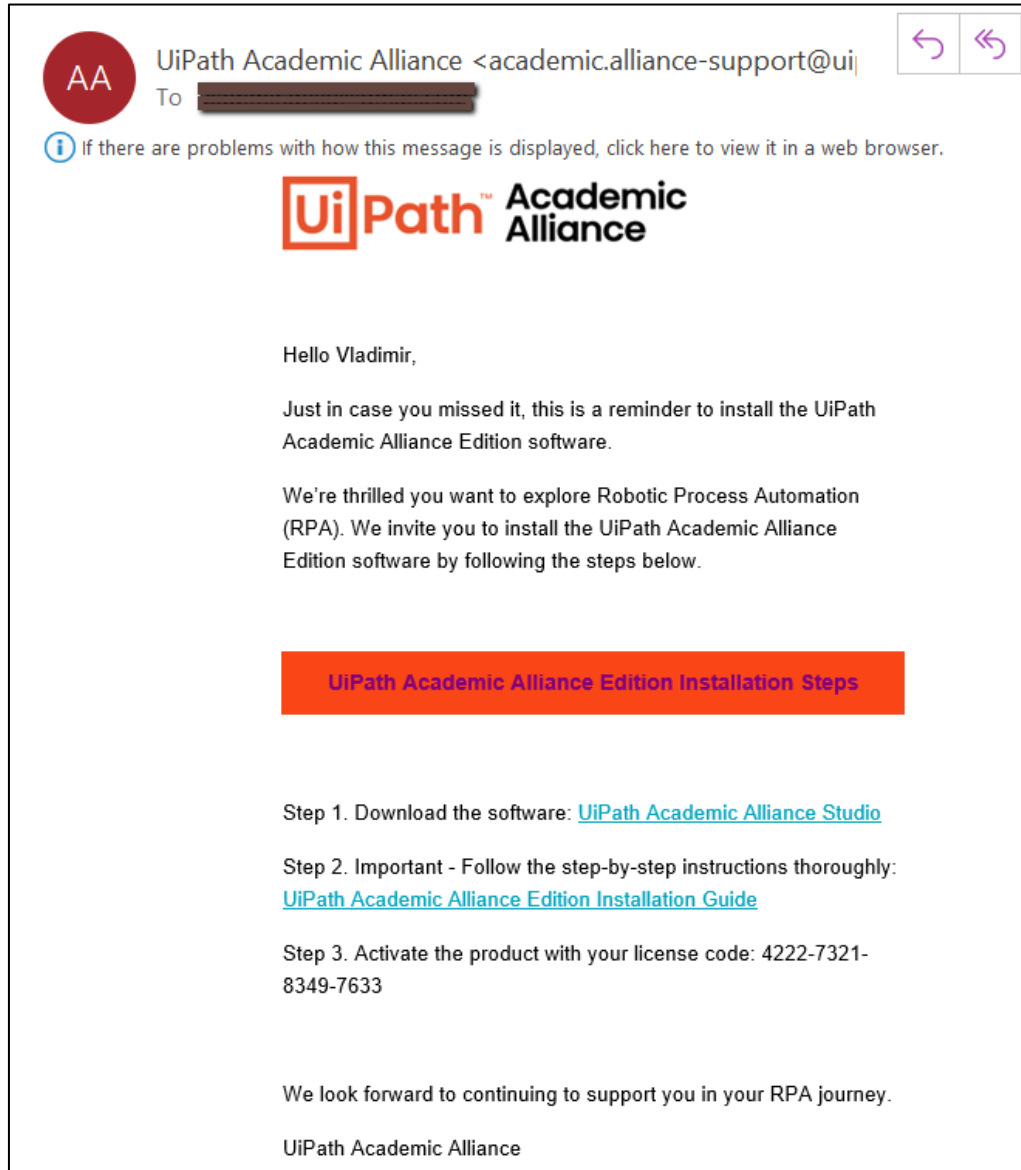 AA
UiPath Academic Alliance <academic.alliance-support@uip
To
If there are problems with how this message is displayed, click here to view it in a web browser.
UiPath™ Academic
Alliance
Hello Vladimir,
Just in case you missed it, this is a reminder to install the UiPath
Academic Alliance Edition software.
We’re thrilled you want to explore Robotic Process Automation
(RPA). We invite you to install the UiPath Academic Alliance
Edition software by following the steps below.
UiPath Academic Alliance Edition Installation Steps
Step 1. Download the software: UiPath Academic Alliance Studio
Step 2. Important - Follow the step-by-step instructions thoroughly:
UiPath Academic Alliance Edition Installation Guide
Step 3. Activate the product with your license code: 4222-7321-
8349-7633
We look forward to continuing to support you in your RPA journey.
UiPath Academic Alliance